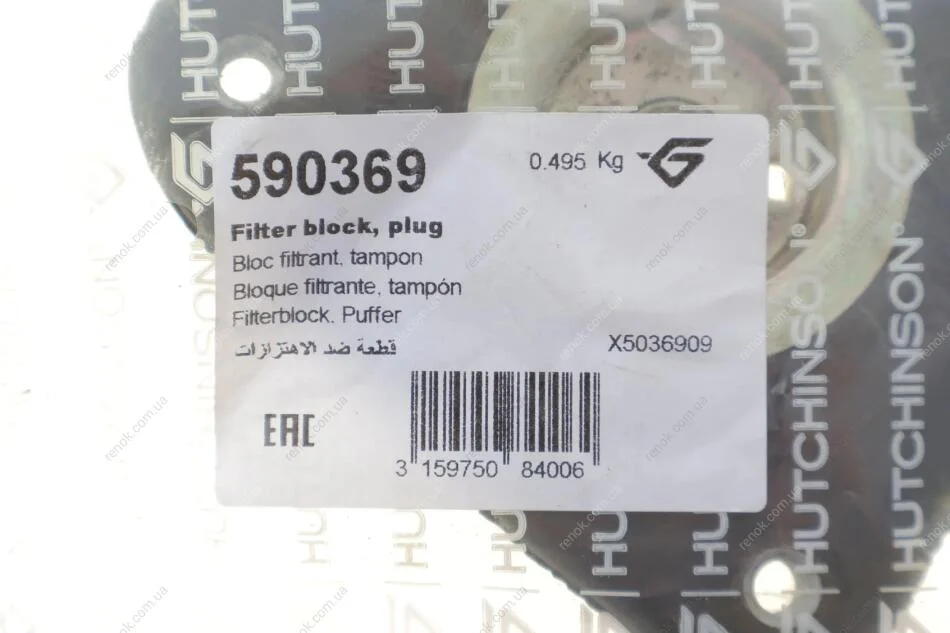 590369
0.495 Kg
Filter block, plug
Bloc filtrant, tampon
Bloque filtrante, tampón
Filterblock, Puffer
قطعة ضد الاهتزازات
X5036909
EAC
3 159750 84006
HUTCHINSON®
HUTCHINSON®
renok.com.ua